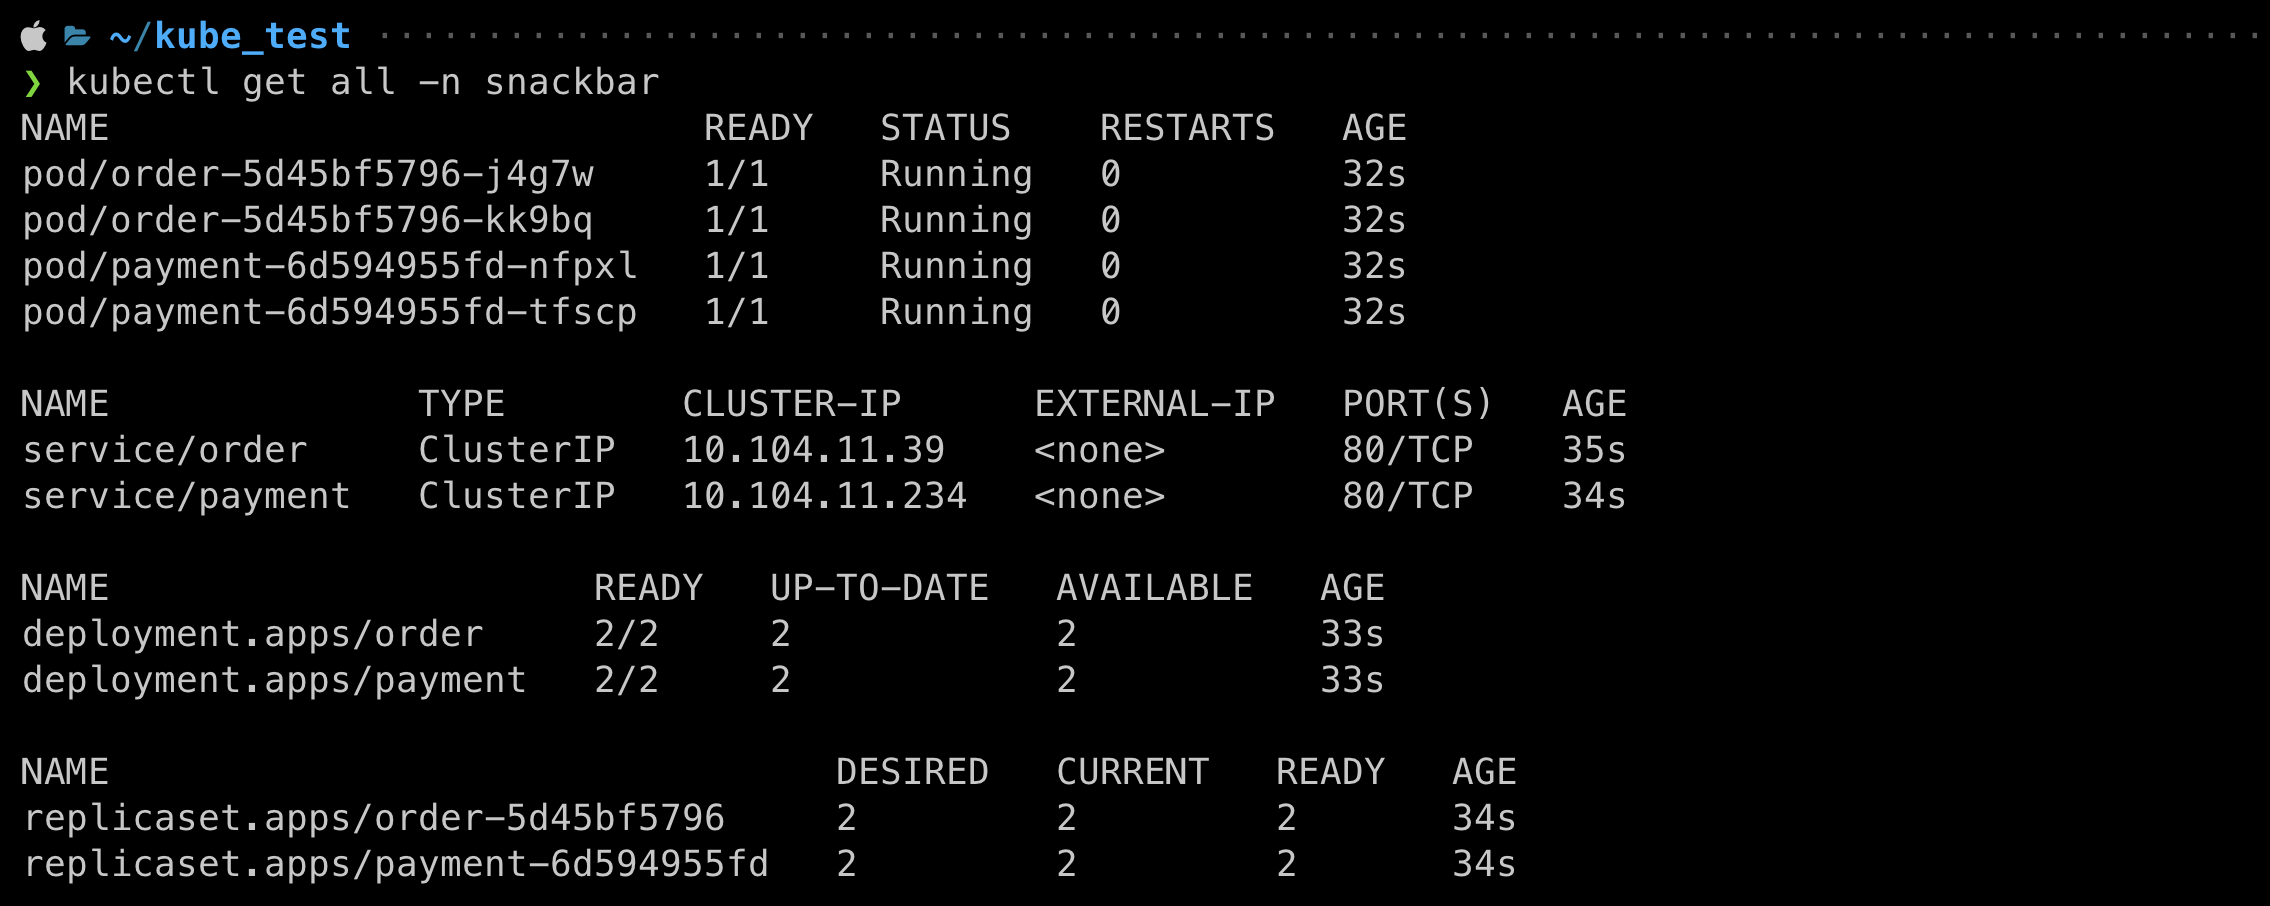 ~/kube_test
❯ kubectl get all -n snackbar
NAME                           READY   STATUS    RESTARTS   AGE
pod/order-5d45bf5796-j4g7w     1/1     Running   0          32s
pod/order-5d45bf5796-kk9bq     1/1     Running   0          32s
pod/payment-6d594955fd-nfpxl   1/1     Running   0          32s
pod/payment-6d594955fd-tfscp   1/1     Running   0          32s

NAME              TYPE        CLUSTER-IP      EXTERNAL-IP   PORT(S)   AGE
service/order     ClusterIP   10.104.11.39    <none>        80/TCP    35s
service/payment   ClusterIP   10.104.11.234   <none>        80/TCP    34s

NAME                      READY   UP-TO-DATE   AVAILABLE   AGE
deployment.apps/order     2/2     2            2           33s
deployment.apps/payment   2/2     2            2           33s

NAME                                 DESIRED   CURRENT   READY   AGE
replicaset.apps/order-5d45bf5796     2         2         2       34s
replicaset.apps/payment-6d594955fd   2         2         2       34s